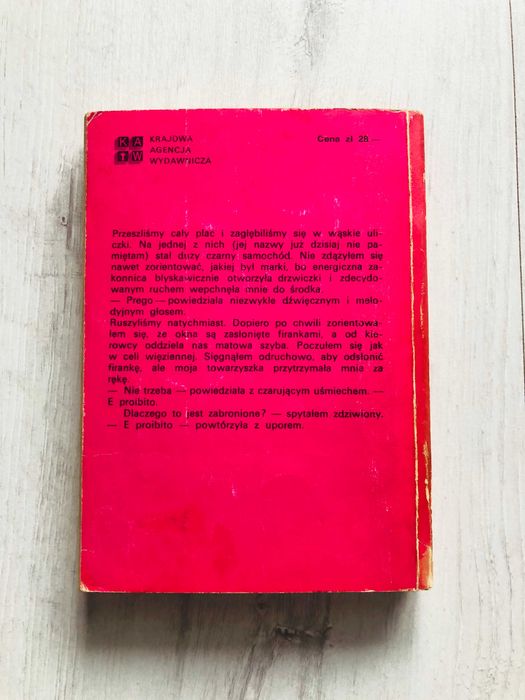 KA
TW
KRAJOWA
AGENCJA
WYDAWNICZA
Cena zł 28.—
Przeszliśmy cały plac i zagłębiliśmy się w wąskie uli-
czki. Na jednej z nich (jej nazwy już dzisiaj nie pa-
miętam) stał duży czarny samochód. Nie zdążyłem się
nawet zorientować, jakiej był marki, bo energiczna za-
konnica błyskawicznie otworzyła drzwiczki i zdecydo-
wanym ruchem wepchnęła mnie do środka.
— Prego — powiedziała niezwykle dźwięcznym i melo-
dyjnym głosem.
Ruszyliśmy natychmiast. Dopiero po chwili zorientowa-
łem się, że okna są zasłonięte firankami, a od kie-
rowcy oddziela nas matowa szyba. Poczułem się jak
w celi więziennej. Sięgnąłem odruchowo, aby odsłonić
firankę, ale moja towarzyszka przytrzymała mnie za
rękę.
— Nie trzeba — powiedziała z czarującym uśmiechem. —
E proibito.
Dlaczego to jest zabronione? — spytałem zdziwiony.
— E proibito — powtórzyła z uporem.